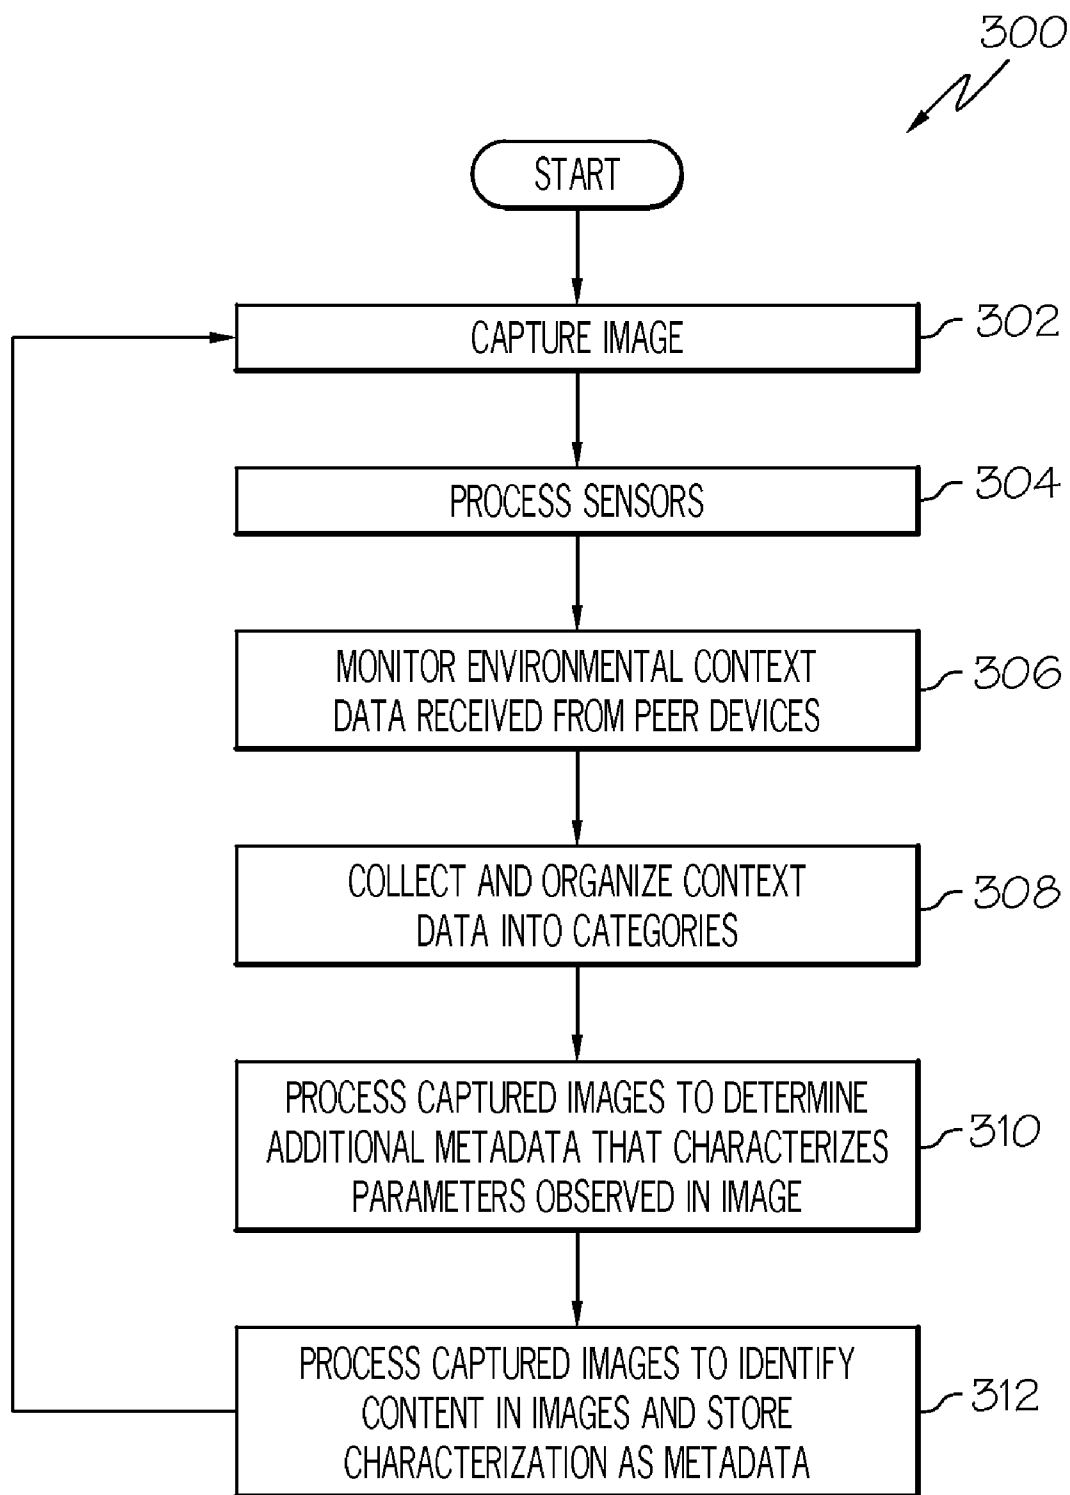 300
START
CAPTURE IMAGE
302
PROCESS SENSORS
304
MONITOR ENVIRONMENTAL CONTEXT
DATA RECEIVED FROM PEER DEVICES
306
COLLECT AND ORGANIZE CONTEXT
DATA INTO CATEGORIES
308
PROCESS CAPTURED IMAGES TO DETERMINE
ADDITIONAL METADATA THAT CHARACTERIZES
PARAMETERS OBSERVED IN IMAGE
310
PROCESS CAPTURED IMAGES TO IDENTIFY
CONTENT IN IMAGES AND STORE
CHARACTERIZATION AS METADATA
312